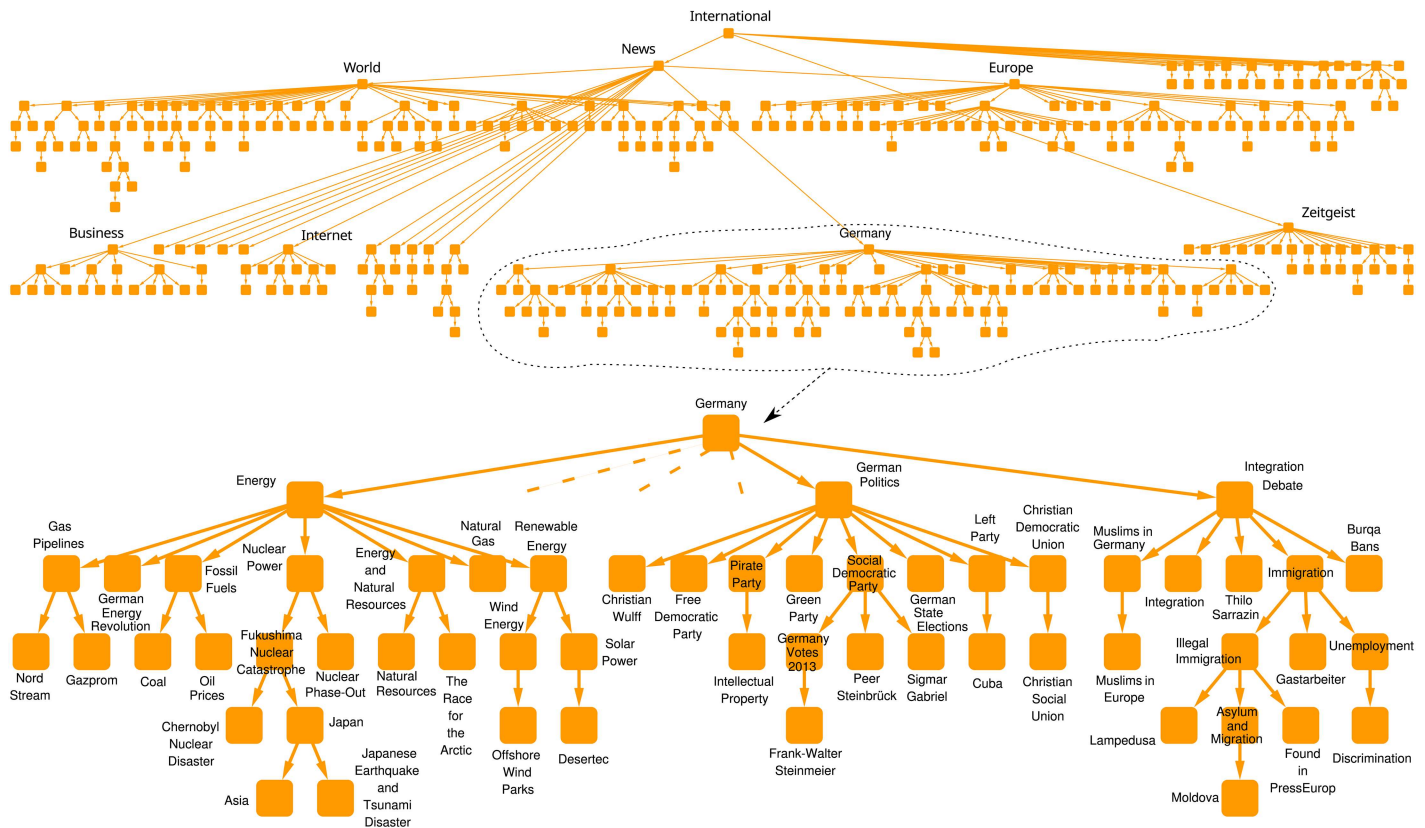 International
News
World
Europe
Zeitgeist
Business
Internet
Germany
Germany
Energy
German
Politics
Integration
Debate
Gas
Pipelines
German
Energy
Revolution
Fossil
Fuels
Nuclear
Power
Energy
and
Natural
Resources
Natural
Gas
Renewable
Energy
Christian
Wulff
Free
Democratic
Party
Pirate
Party
Green
Party
Social
Democratic
Party
German
State
Elections
Left
Party
Christian
Democratic
Union
Muslims in
Germany
Integration
Thilo
Sarrazin
Immigration
Burqa
Bans
Nord
Stream
Gazprom
Coal
Oil
Prices
Fukushima
Nuclear
Catastrophe
Nuclear
Phase-Out
Natural
Resources
The
Race
for
the
Arctic
Wind
Energy
Solar
Power
Intellectual
Property
Germany
Votes
2013
Peer
Steinbrück
Sigmar
Gabriel
Cuba
Christian
Social
Union
Muslims in
Europe
Illegal
Immigration
Gastarbeiter
Unemployment
Chernobyl
Nuclear
Disaster
Japan
Offshore
Wind
Parks
Desertec
Frank-Walter
Steinmeier
Lampedusa
Asylum
and
Migration
Found
in
PressEurop
Discrimination
Asia
Japanese
Earthquake
and
Tsunami
Disaster
Moldova